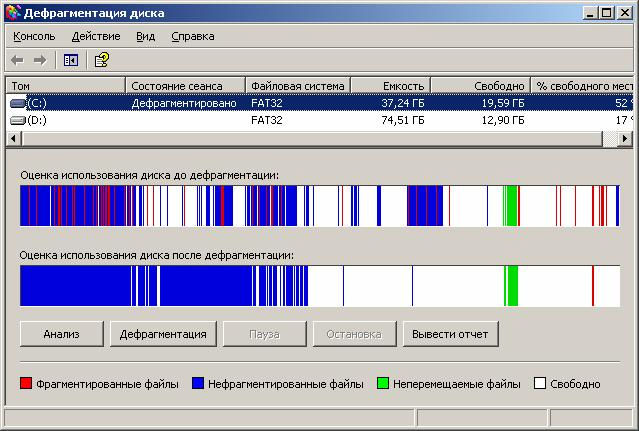 Дефрагментация диска
Консоль Действие Вид Справка
Том Состояние сеанса Файловая система Емкость Свободно % свободного мест
(C:) Дефрагментировано FAT32 37,24 ГБ 19,59 ГБ 52 %
(D:) FAT32 74,51 ГБ 12,90 ГБ 17 %
Оценка использования диска до дефрагментации:
Оценка использования диска после дефрагментации:
Анализ Дефрагментация Пауза Остановка Вывести отчет
Фрагментированные файлы Нефрагментированные файлы Неперемещаемые файлы Свободно